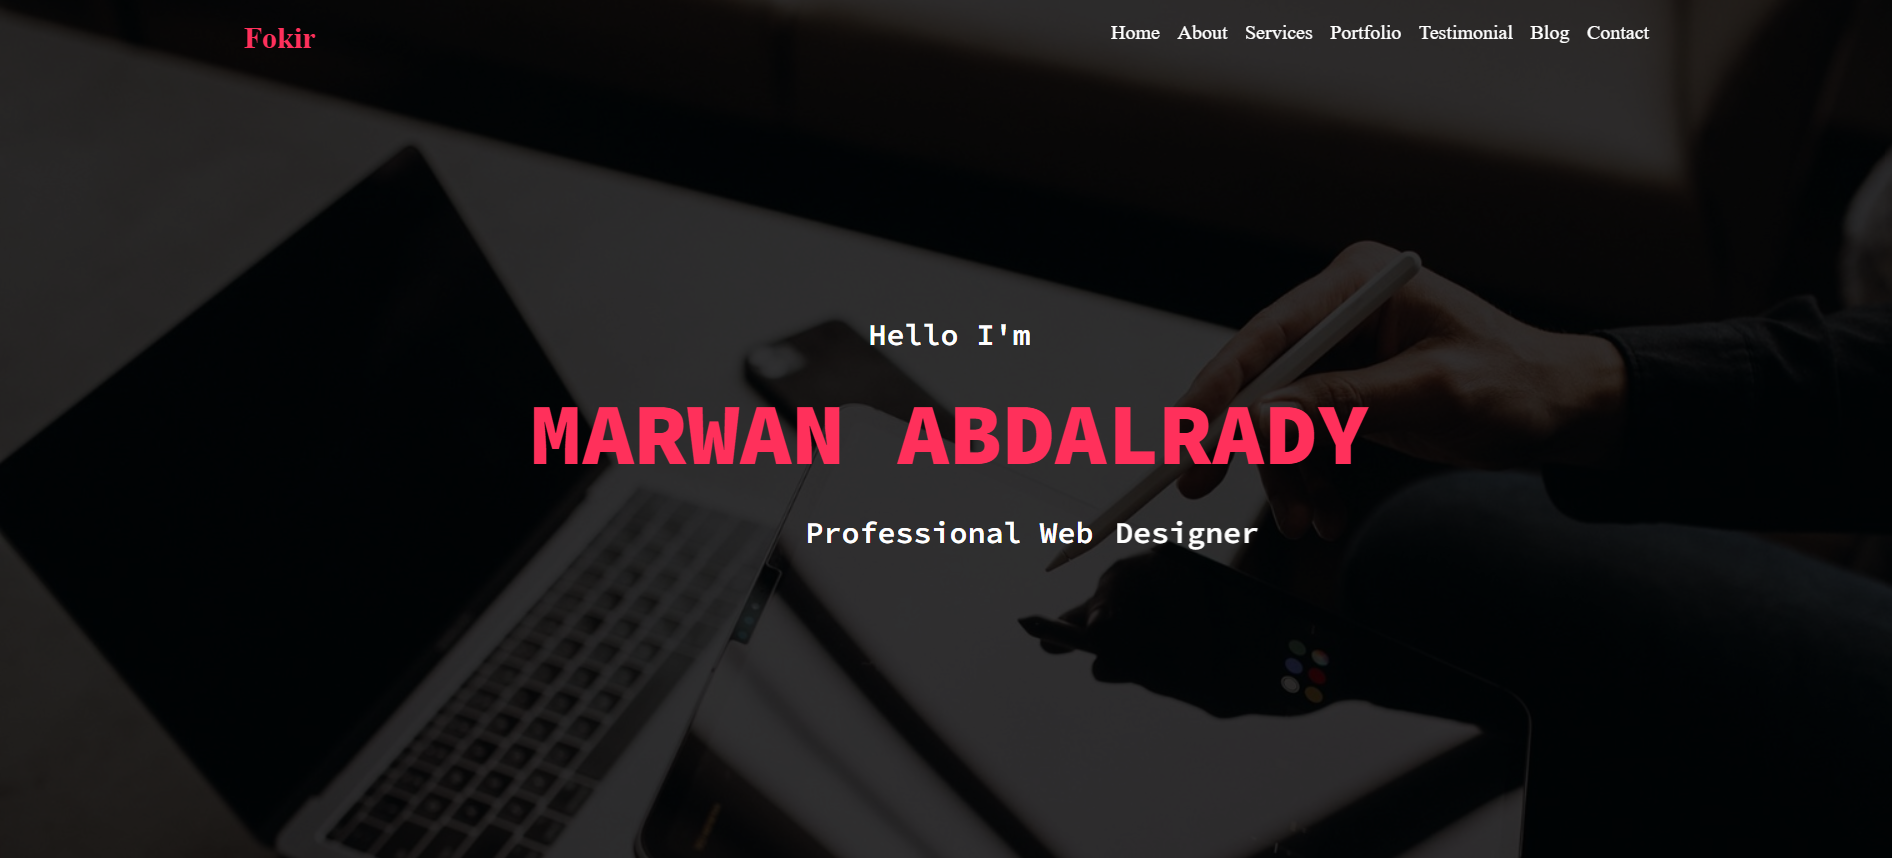 Fokir
Home About Services Portfolio Testimonial Blog Contact
Hello I'm
MARWAN ABDALRADY
Professional Web Designer